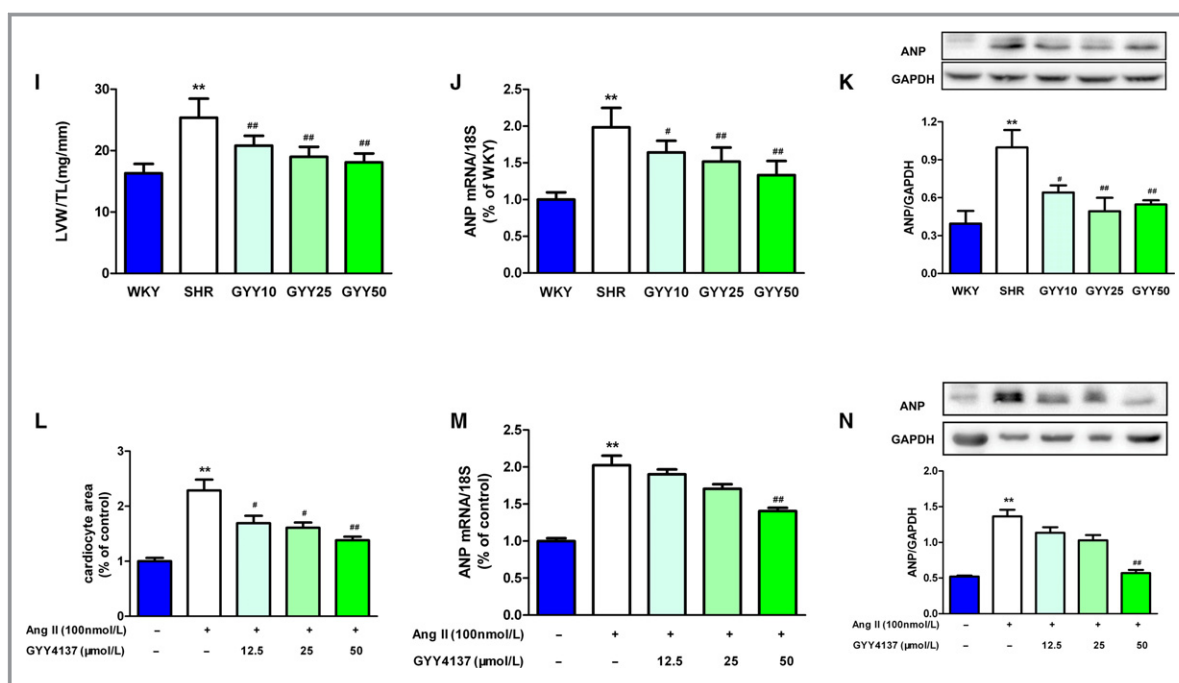 I
LVW/TL(mg/mm)
30
20
10
0
**
##
##
##
WKY
SHR
GYY10
GYY25
GYY50
J
ANP mRNA/18S
(% of WKY)
2.5
2.0
1.5
1.0
0.5
0.0
**
#
##
##
WKY
SHR
GYY10
GYY25
GYY50
K
ANP
GAPDH
ANP/GAPDH
1.2
0.9
0.6
0.3
0.0
**
#
##
##
WKY
SHR
GYY10
GYY25
GYY50
L
cardiocyte area
(% of control)
3
2
1
0
**
#
#
##
Ang II (100nmol/L) – + + + +
GYY4137 (μmol/L) – – 12.5 25 50
M
ANP mRNA/18S
(% of control)
2.5
2.0
1.5
1.0
0.5
0.0
**
##
Ang II (100nmol/L) – + + + +
GYY4137 (μmol/L) – – 12.5 25 50
N
ANP
GAPDH
ANP/GAPDH
2.0
1.5
1.0
0.5
0.0
**
##
Ang II (100nmol/L) – + + + +
GYY4137 (μmol/L) – – 12.5 25 50